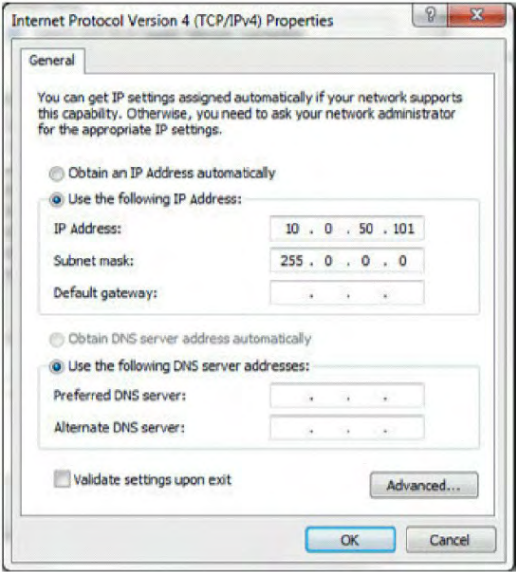 Internet Protocol Version 4 (TCP/IPv4) Properties
General
You can get IP settings assigned automatically if your network supports
this capability. Otherwise, you need to ask your network administrator
for the appropriate IP settings.
Obtain an IP Address automatically
Use the following IP Address:
IP Address: 10 . 0 . 50 . 101
Subnet mask: 255 . 0 . 0 . 0
Default gateway: . . .
Obtain DNS server address automatically
Use the following DNS server addresses:
Preferred DNS server: . . .
Alternate DNS server: . . .
Validate settings upon exit
Advanced...
OK Cancel